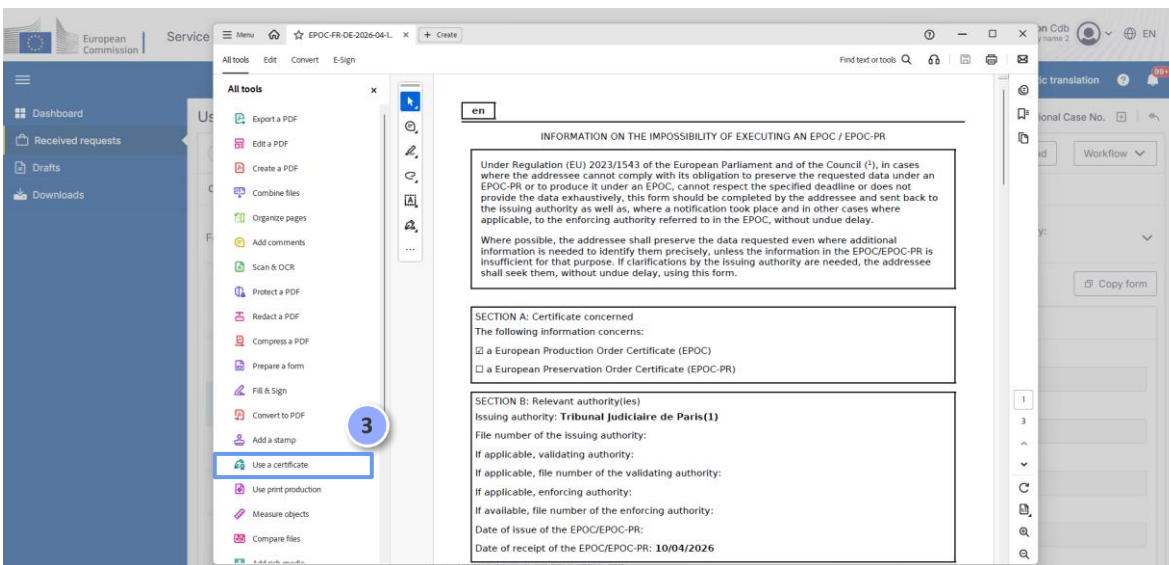 European
Commission
Service
Menu
EPOC-FR-DE-2026-04-1..
+ Create
n Cdb
name 2
EN
All tools Edit Convert E-Sign
Find text or tools
ic translation
99+
All tools
Export a PDF
Edit a PDF
Create a PDF
Combine files
Organize pages
Add comments
Scan & OCR
Protect a PDF
Redact a PDF
Compress a PDF
Prepare a form
Fill & Sign
Convert to PDF
3
Add a stamp
Use a certificate
Use print production
Measure objects
Compare files
Add rich media
Dashboard
Received requests
Drafts
Downloads
Us
ional Case No.
Workflow
y:
Copy form
en
INFORMATION ON THE IMPOSSIBILITY OF EXECUTING AN EPOC / EPOC-PR
Under Regulation (EU) 2023/1543 of the European Parliament and of the Council (¹), in cases
where the addressee cannot comply with its obligation to preserve the requested data under an
EPOC-PR or to produce it under an EPOC, cannot respect the specified deadline or does not
provide the data exhaustively, this form should be completed by the addressee and sent back to
the issuing authority as well as, where a notification took place and in other cases where
applicable, to the enforcing authority referred to in the EPOC, without undue delay.
Where possible, the addressee shall preserve the data requested even where additional
information is needed to identify them precisely, unless the information in the EPOC/EPOC-PR is
insufficient for that purpose. If clarifications by the issuing authority are needed, the addressee
shall seek them, without undue delay, using this form.
SECTION A: Certificate concerned
The following information concerns:
☑ a European Production Order Certificate (EPOC)
☐ a European Preservation Order Certificate (EPOC-PR)
SECTION B: Relevant authority(ies)
Issuing authority: Tribunal Judiciaire de Paris(1)
File number of the issuing authority:
If applicable, validating authority:
If applicable, file number of the validating authority:
If applicable, enforcing authority:
If available, file number of the enforcing authority:
Date of issue of the EPOC/EPOC-PR:
Date of receipt of the EPOC/EPOC-PR: 10/04/2026
1
3